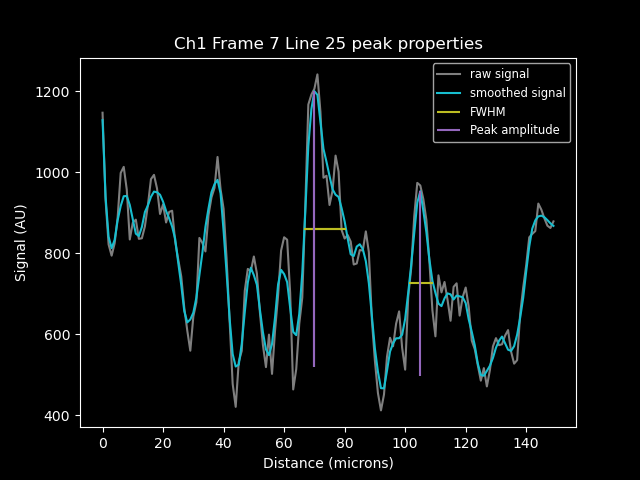 Ch1 Frame 7 Line 25 peak properties
raw signal
smoothed signal
FWHM
Peak amplitude
1200
1000
800
600
400
Signal (AU)
0 20 40 60 80 100 120 140
Distance (microns)